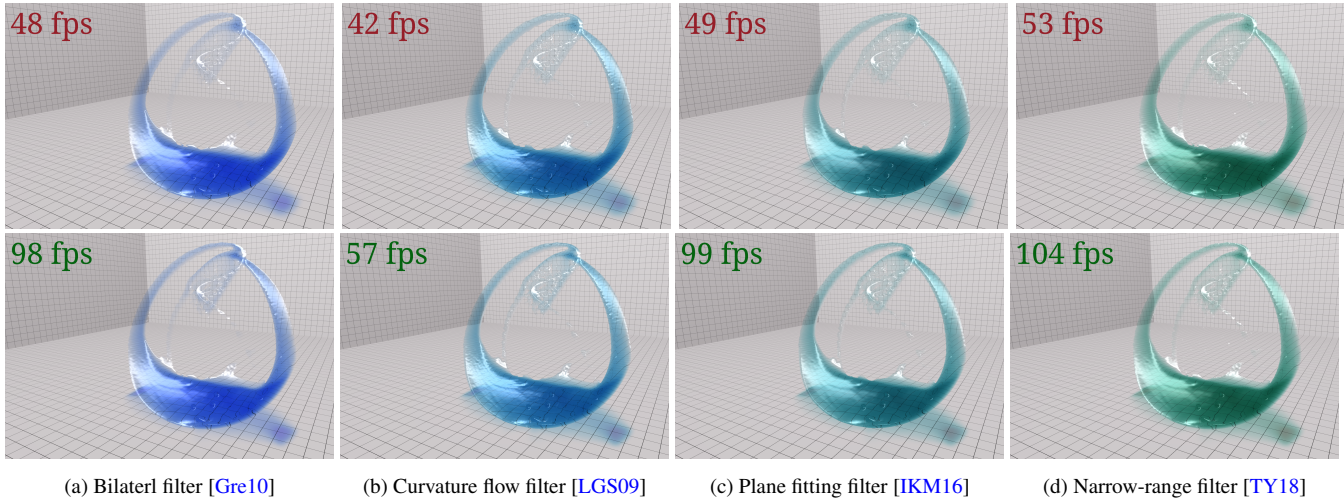 48 fps
42 fps
49 fps
53 fps
98 fps
57 fps
99 fps
104 fps
(a) Bilaterl filter [Gre10]
(b) Curvature flow filter [LGS09]
(c) Plane fitting filter [IKM16]
(d) Narrow-range filter [TY18]